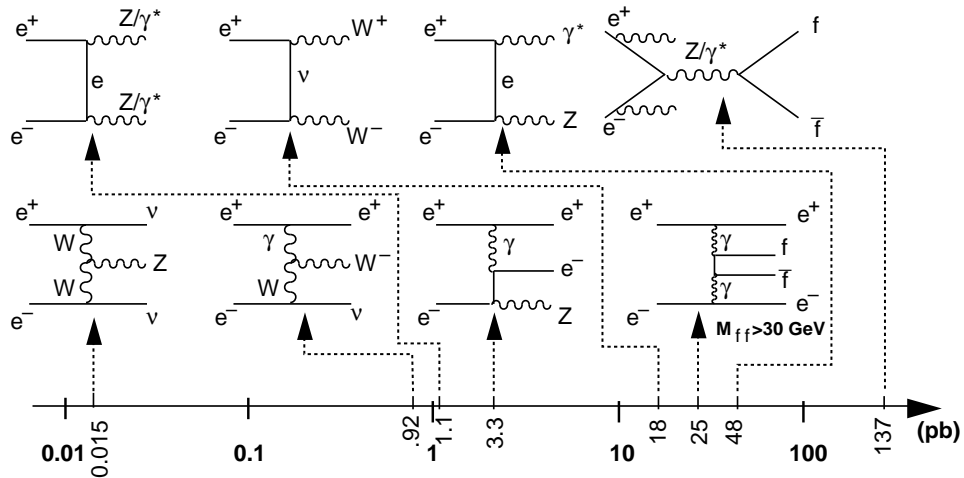 e+ Z/γ* e Z/γ* e−
e+ W+ ν W− e−
e+ γ* e Z e−
e+ Z/γ* f e− f̅
e+ ν W Z W e− ν
e+ e+ γ W− W e− ν
e+ e+ γ e− e− Z
e+ e+ γ f f̅ γ e− e−
M ff>30 GeV
0.01 0.015 0.1 .92 1 1.1 3.3 10 18 25 48 100 137 (pb)